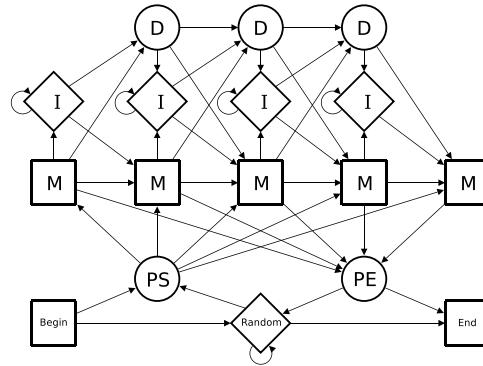 D D D
I I I I
M M M M M
PS PE
Begin Random End